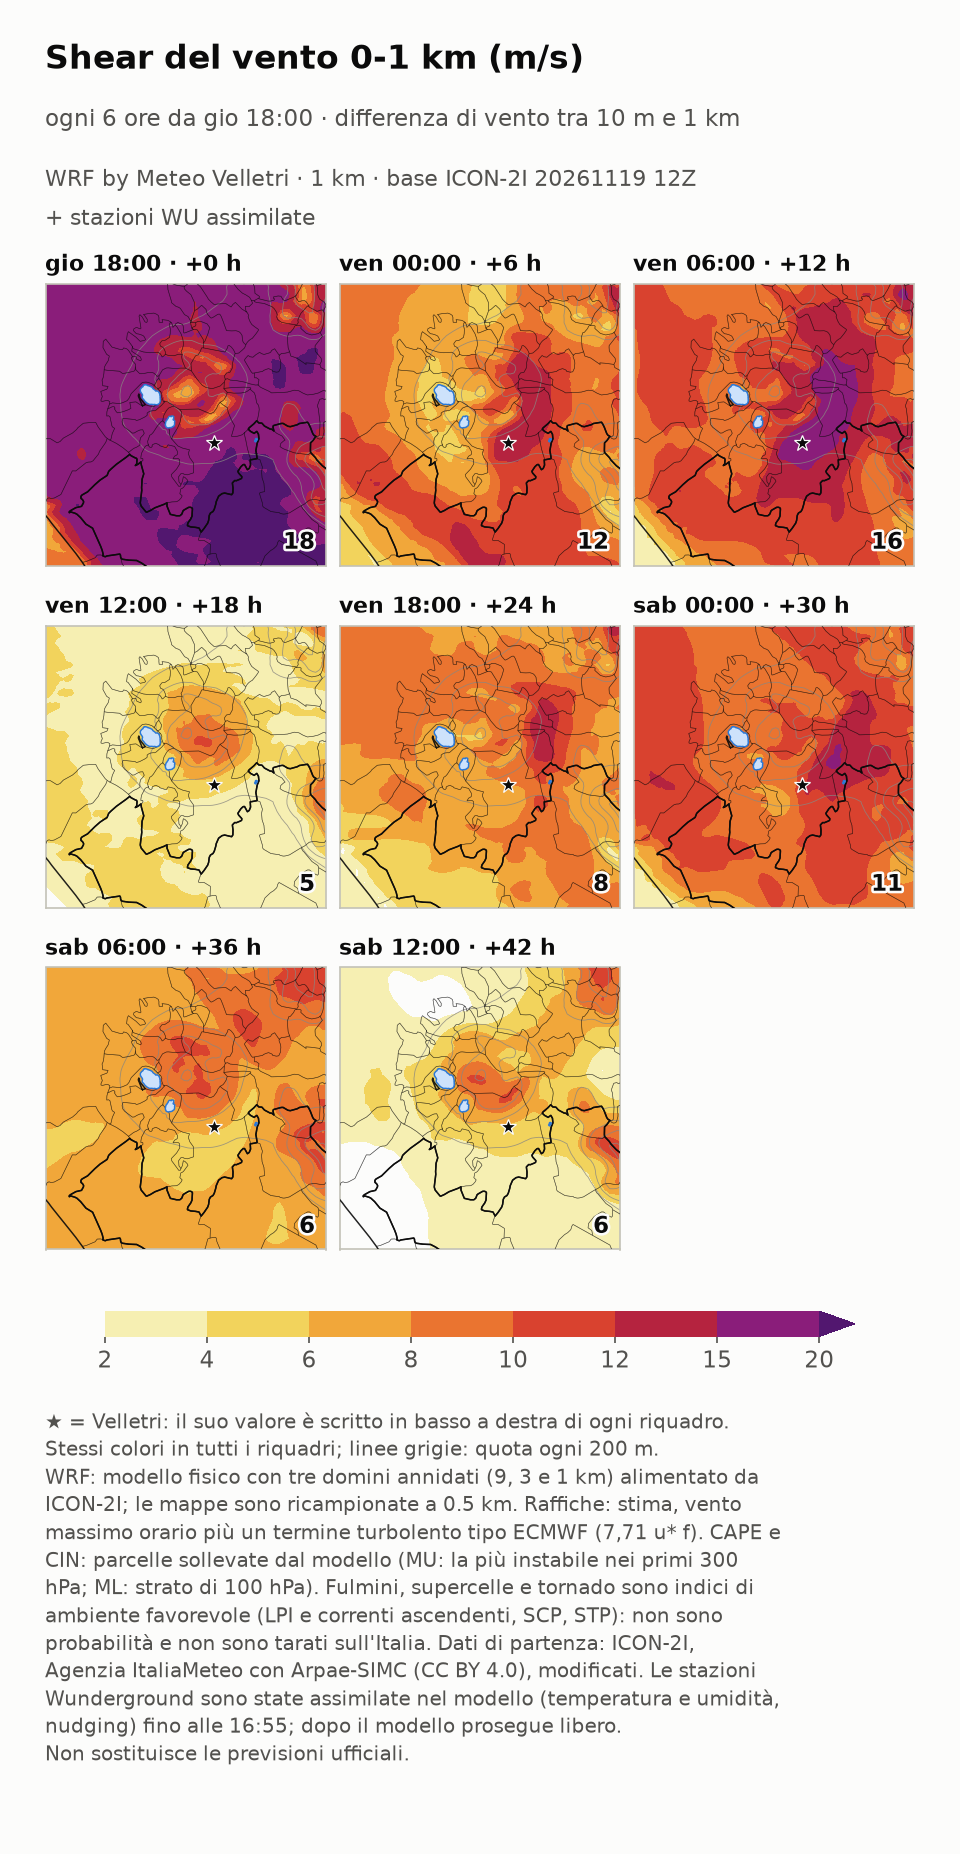 Shear del vento 0-1 km (m/s)
ogni 6 ore da gio 18:00 · differenza di vento tra 10 m e 1 km
WRF by Meteo Velletri · 1 km · base ICON-2I 20261119 12Z
+ stazioni WU assimilate
gio 18:00 · +0 h
ven 00:00 · +6 h
ven 06:00 · +12 h
18
12
16
ven 12:00 · +18 h
ven 18:00 · +24 h
sab 00:00 · +30 h
5
8
11
sab 06:00 · +36 h
sab 12:00 · +42 h
6
6
2 4 6 8 10 12 15 20
★ = Velletri: il suo valore è scritto in basso a destra di ogni riquadro.
Stessi colori in tutti i riquadri; linee grigie: quota ogni 200 m.
WRF: modello fisico con tre domini annidati (9, 3 e 1 km) alimentato da
ICON-2I; le mappe sono ricampionate a 0.5 km. Raffiche: stima, vento
massimo orario più un termine turbolento tipo ECMWF (7,71 u* f). CAPE e
CIN: parcelle sollevate dal modello (MU: la più instabile nei primi 300
hPa; ML: strato di 100 hPa). Fulmini, supercelle e tornado sono indici di
ambiente favorevole (LPI e correnti ascendenti, SCP, STP): non sono
probabilità e non sono tarati sull'Italia. Dati di partenza: ICON-2I,
Agenzia ItaliaMeteo con Arpae-SIMC (CC BY 4.0), modificati. Le stazioni
Wunderground sono state assimilate nel modello (temperatura e umidità,
nudging) fino alle 16:55; dopo il modello prosegue libero.
Non sostituisce le previsioni ufficiali.